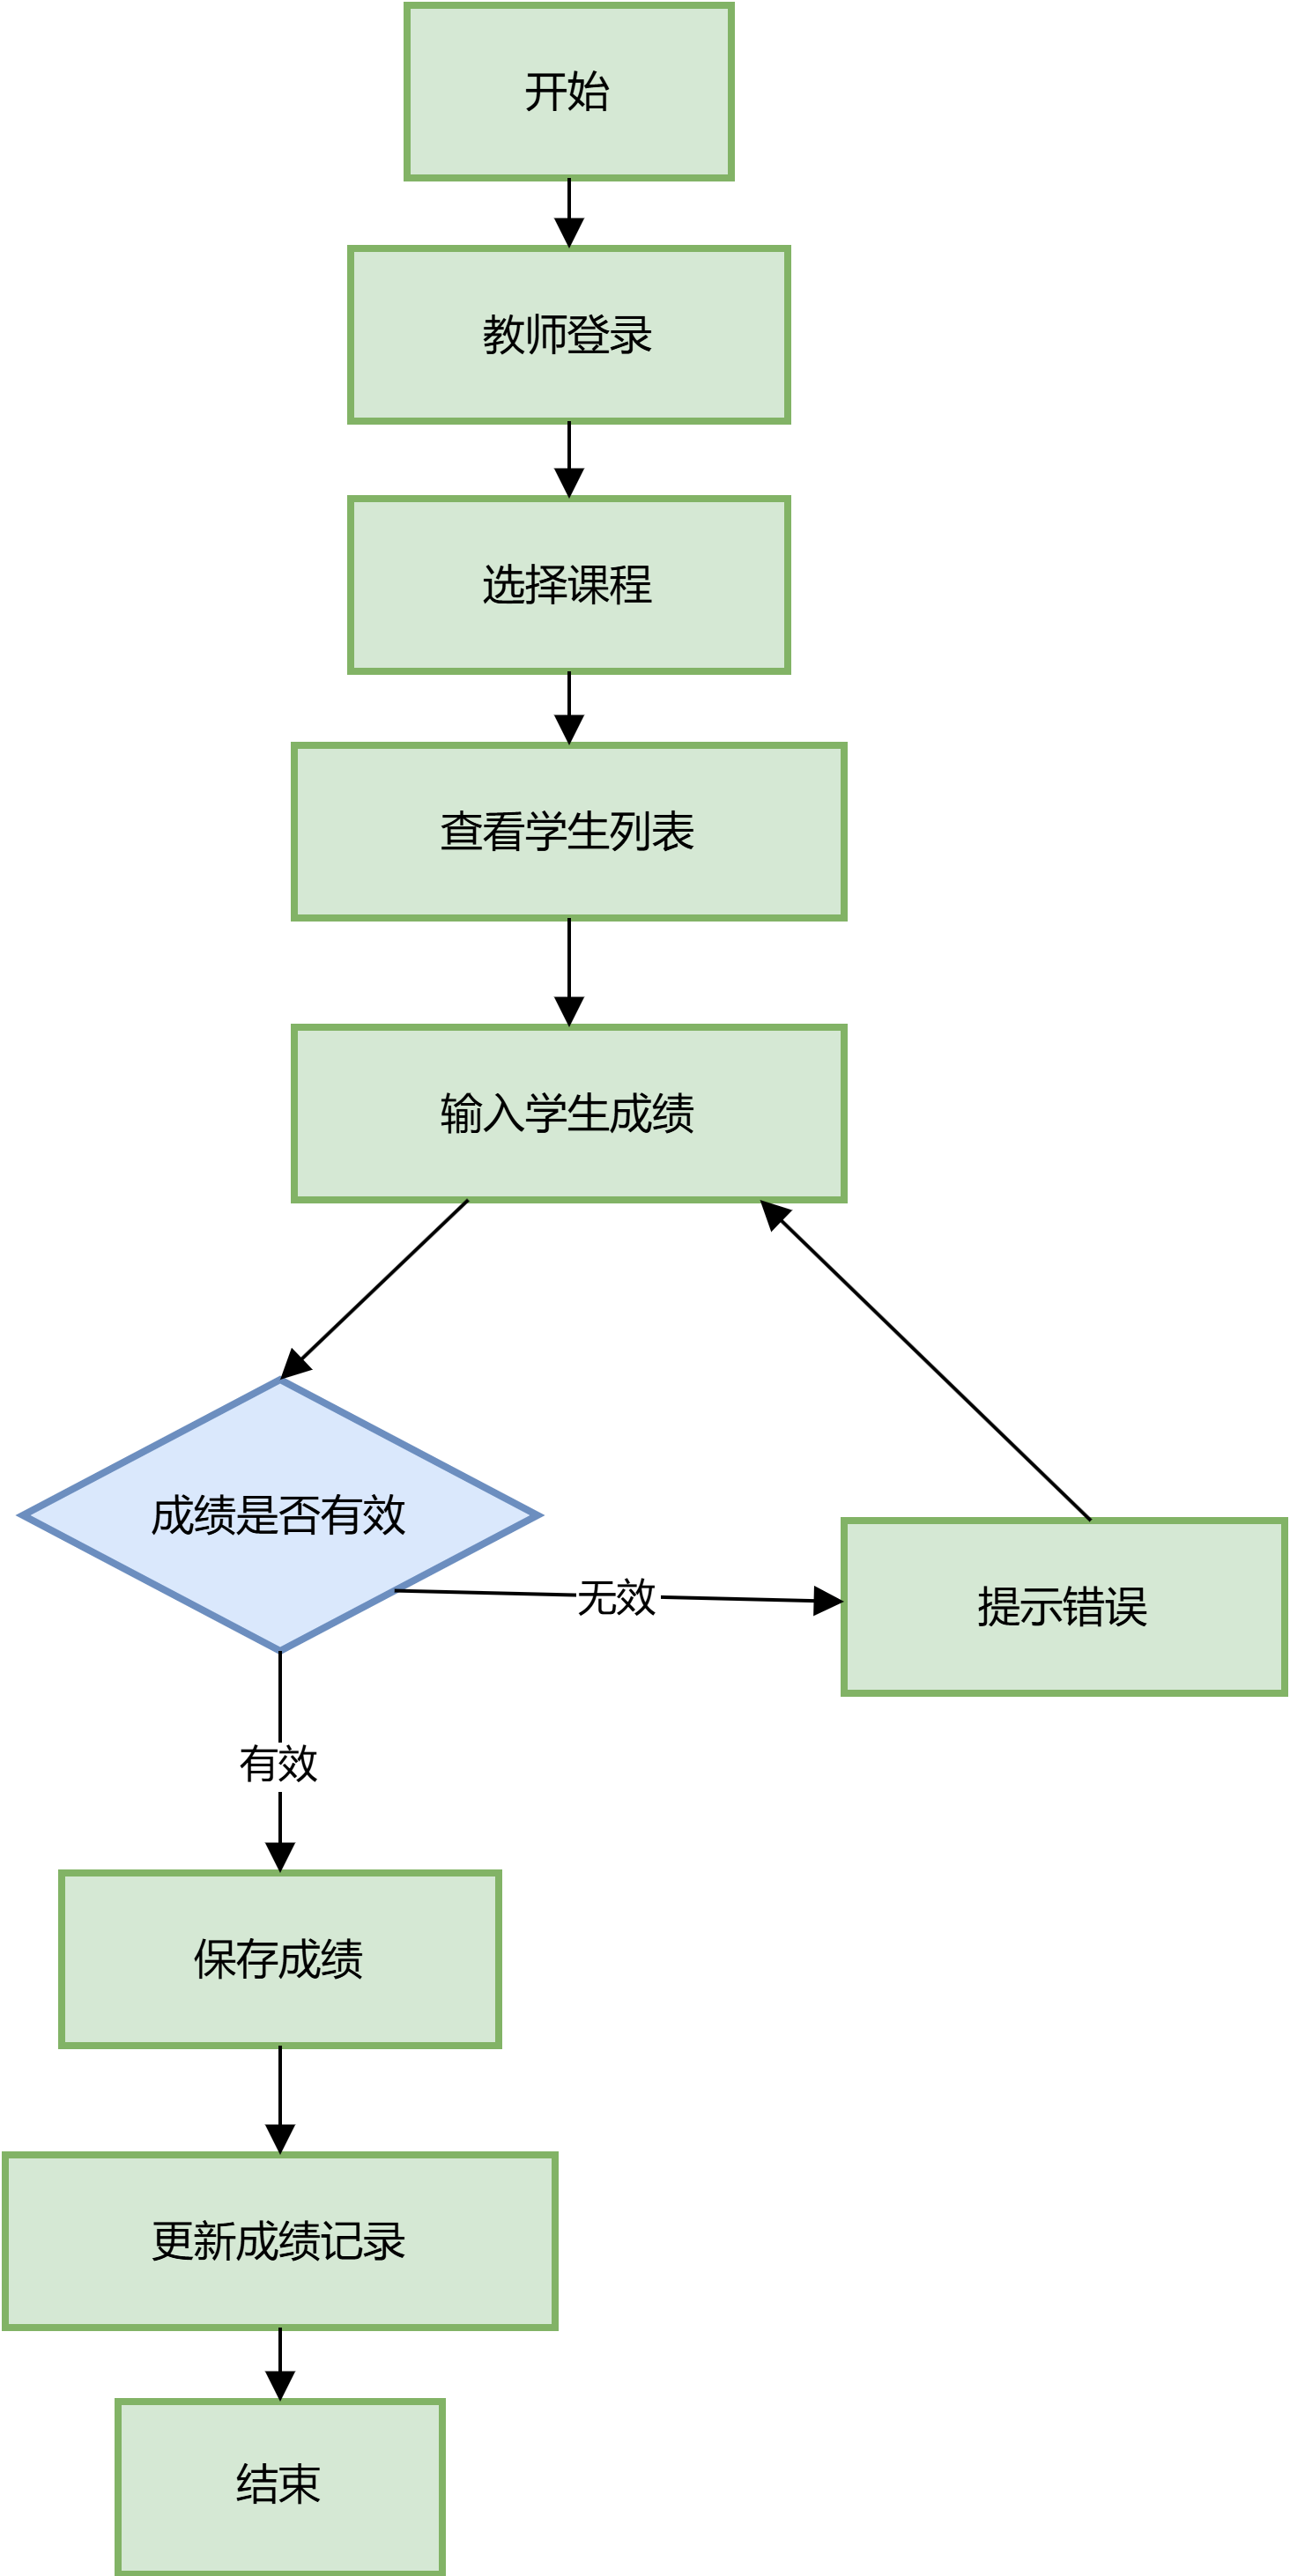 开始
教师登录
选择课程
查看学生列表
输入学生成绩
成绩是否有效
无效
提示错误
有效
保存成绩
更新成绩记录
结束